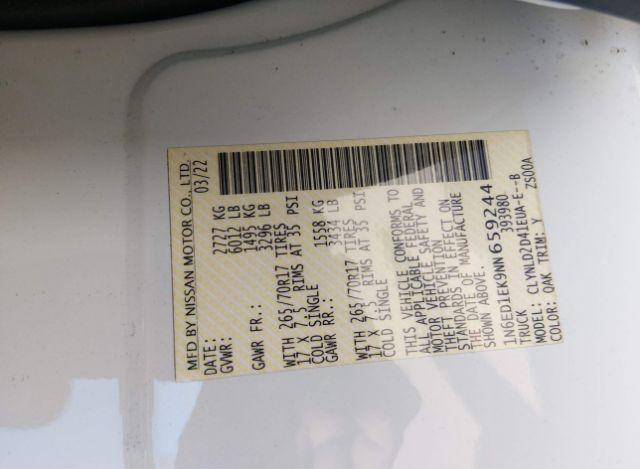 MFD BY NISSAN MOTOR CO., LTD.
DATE: 03/22
GVWR: 2727 KG
6012 LB
GAWR FR.: 1495 KG
3296 LB
WITH 265/70R17 TIRES
17 X 7.5 RIMS AT 35 PSI
COLD SINGLE
GAWR RR.: 1558 KG
3434 LB
WITH 265/70R17 TIRES
17 X 7.5 RIMS AT 35 PSI
COLD SINGLE
THIS VEHICLE CONFORMS TO
ALL APPLICABLE FEDERAL
MOTOR VEHICLE SAFETY AND
THEFT PREVENTION
STANDARDS IN EFFECT ON
THE DATE OF MANUFACTURE
SHOWN ABOVE.
1N6ED1EK9NN659244
TRUCK 393980
MODEL: CLYNLD2D41EUA-E--B
COLOR: QAK TRIM: Y ZS00A